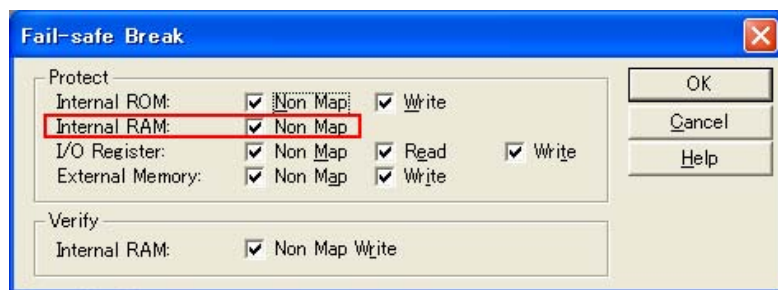 Fail-safe Break
Protect
Internal ROM: Non Map Write
Internal RAM: Non Map
I/O Register: Non Map Read Write
External Memory: Non Map Write
Verify
Internal RAM: Non Map Write
OK
Cancel
Help